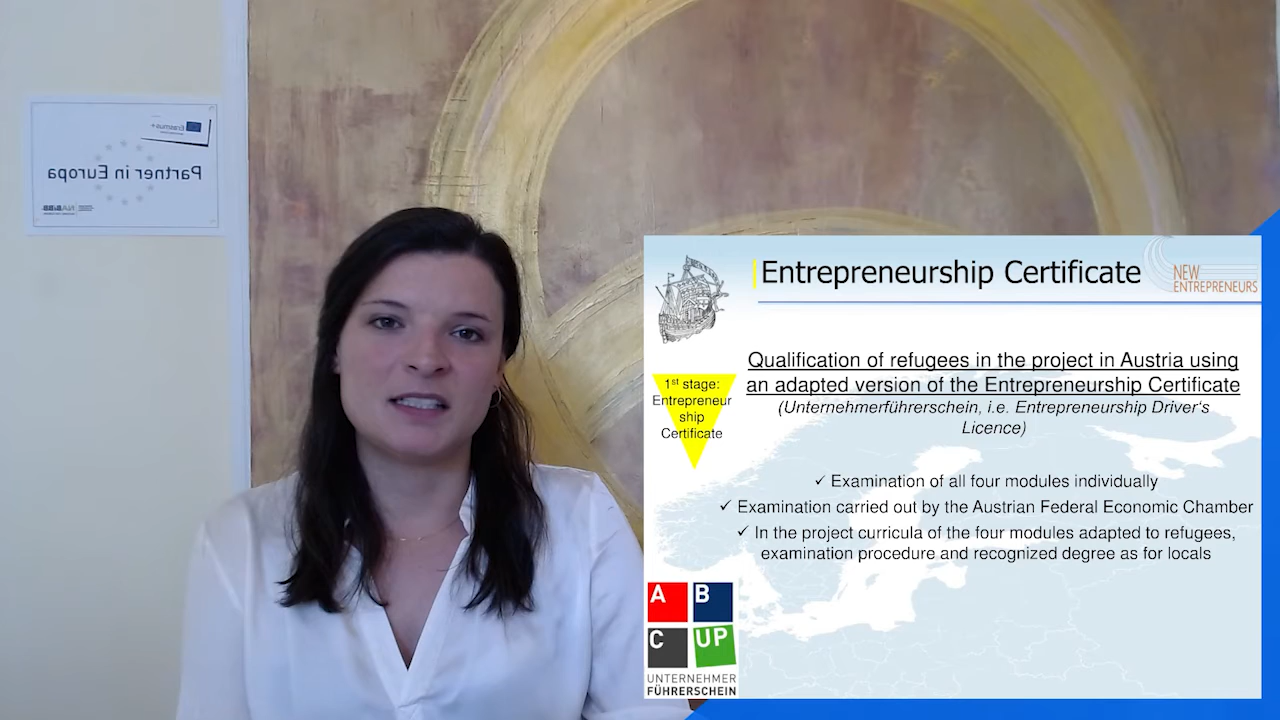 Erasmus+
Partner in Europa
NABIBB
Entrepreneurship Certificate
NEW
ENTREPRENEURS
Qualification of refugees in the project in Austria using
an adapted version of the Entrepreneurship Certificate
(Unternehmerführerschein, i.e. Entrepreneurship Driver's
Licence)
1st stage:
Entrepreneur
ship
Certificate
✓ Examination of all four modules individually
✓ Examination carried out by the Austrian Federal Economic Chamber
✓ In the project curricula of the four modules adapted to refugees,
examination procedure and recognized degree as for locals
A B
C UP
UNTERNEHMER
FÜHRERSCHEIN